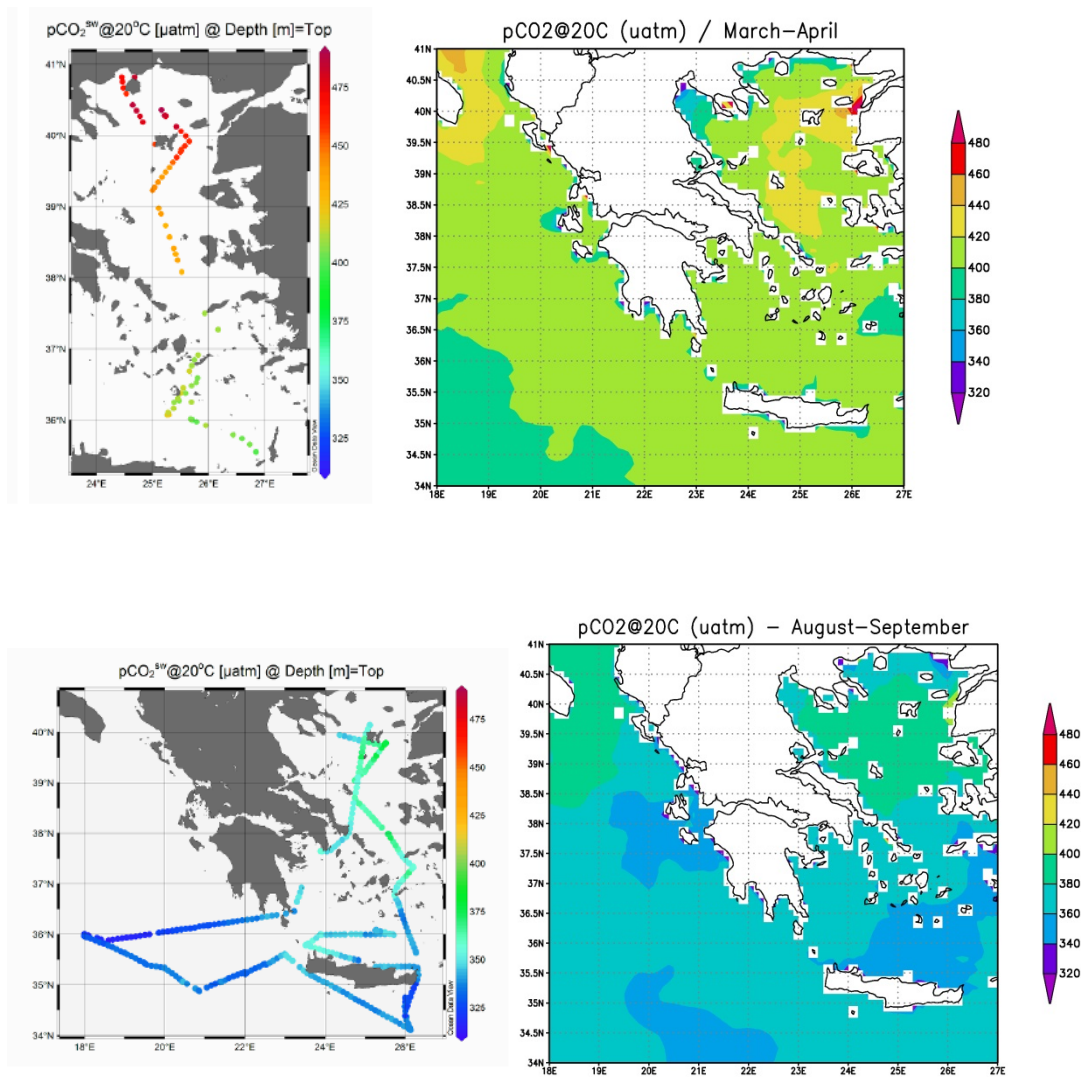 pCO2^sw@20°C [µatm] @ Depth [m]=Top
41°N
40°N
39°N
38°N
37°N
36°N
24°E 25°E 26°E 27°E
475
450
425
400
375
350
325
Ocean Data View
pCO2@20C (uatm) / March-April
41N
40.5N
40N
39.5N
39N
38.5N
38N
37.5N
37N
36.5N
36N
35.5N
35N
34.5N
34N
18E 19E 20E 21E 22E 23E 24E 25E 26E 27E
480
460
440
420
400
380
360
340
320
pCO2^sw@20°C [µatm] @ Depth [m]=Top
40°N
39°N
38°N
37°N
36°N
35°N
34°N
18°E 20°E 22°E 24°E 26°E
475
450
425
400
375
350
325
Ocean Data View
pCO2@20C (uatm) - August-September
41N
40.5N
40N
39.5N
39N
38.5N
38N
37.5N
37N
36.5N
36N
35.5N
35N
34.5N
34N
18E 19E 20E 21E 22E 23E 24E 25E 26E 27E
480
460
440
420
400
380
360
340
320